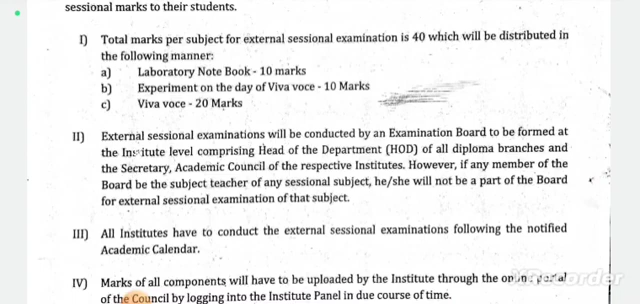 sessional marks to their students.
I) Total marks per subject for external sessional examination is 40 which will be distributed in
the following manner:
a) Laboratory Note Book - 10 marks
b) Experiment on the day of Viva voce - 10 Marks
c) Viva voce - 20 Marks
II) External sessional examinations will be conducted by an Examination Board to be formed at
the Institute level comprising Head of the Department (HOD) of all diploma branches and
the Secretary, Academic Council of the respective Institutes. However, if any member of the
Board be the subject teacher of any sessional subject, he/she will not be a part of the Board
for external sessional examination of that subject.
III) All Institutes have to conduct the external sessional examinations following the notified
Academic Calendar.
IV) Marks of all components will have to be uploaded by the Institute through the online portal
of the Council by logging into the Institute Panel in due course of time.